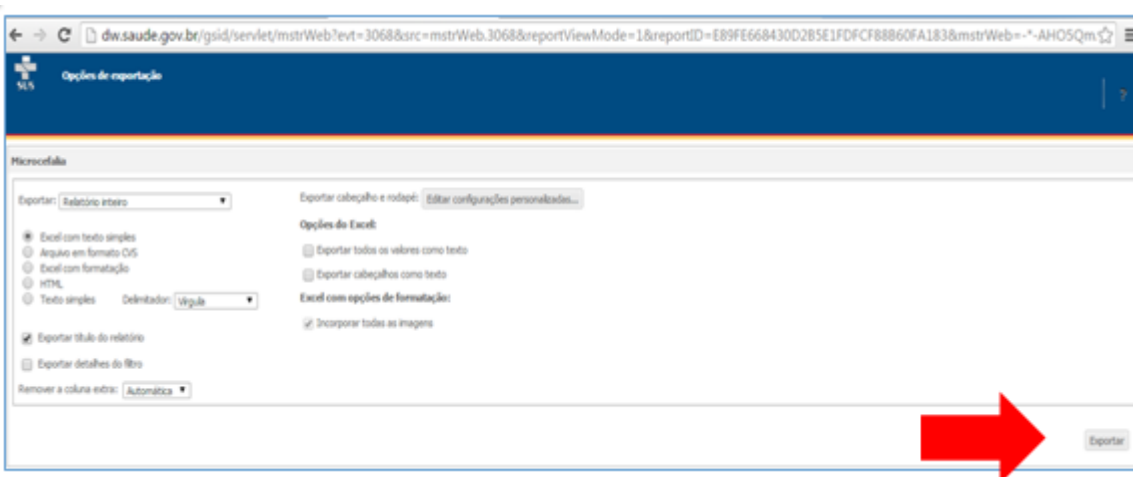 dw.saude.gov.br/gsid/servlet/mstrWeb?evt=3068&src=mstrWeb.3068&reportViewMode=1&reportID=E89FE668430D2B5E1FDFCF88B60FA183&mstrWeb=-*-AHO5Qm
SUS
Opções de exportação
?
Microcefalia
Exportar: Relatório inteiro
Exportar cabeçalho e rodapé: Editar configurações personalizadas...
Opções do Excel:
Excel com texto simples
Exportar todos os valores como texto
Arquivo em formato CVS
Excel com formatação
Exportar cabeçalhos como texto
HTML
Excel com opções de formatação:
Texto simples Delimitador: Vírgula
Incorporar todas as imagens
Exportar título do relatório
Exportar detalhes do filtro
Remover a coluna extra: Automática
Exportar